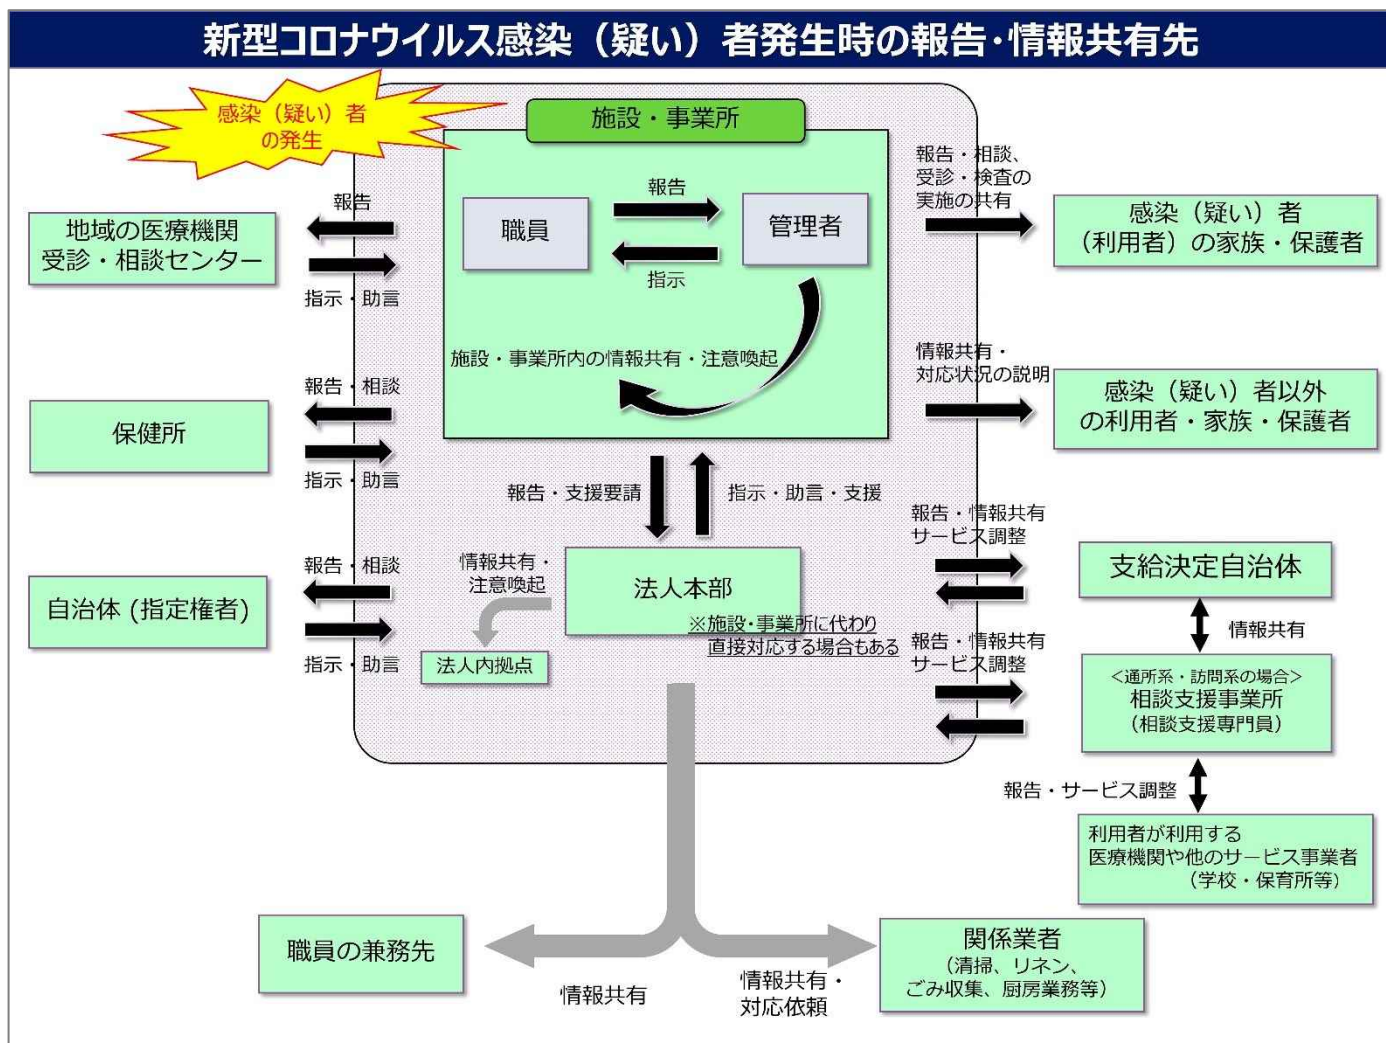 新型コロナウイルス感染（疑い）者発生時の報告･情報共有先
感染（疑い）者
の発生
施設・事業所
職員
報告
指示
管理者
施設・事業所内の情報共有・注意喚起
報告
地域の医療機関
受診・相談センター
指示・助言
報告・相談
保健所
指示・助言
報告・相談
自治体 (指定権者)
指示・助言
報告・支援要請
指示・助言・支援
情報共有・
注意喚起
法人本部
※施設･事業所に代わり
直接対応する場合もある
法人内拠点
報告・相談、
受診・検査の
実施の共有
感染（疑い）者
（利用者）の家族・保護者
情報共有・
対応状況の説明
感染（疑い）者以外
の利用者・家族・保護者
報告・情報共有
サービス調整
支給決定自治体
情報共有
報告・情報共有
サービス調整
＜通所系・訪問系の場合＞
相談支援事業所
（相談支援専門員）
報告・サービス調整
利用者が利用する
医療機関や他のサービス事業者
（学校・保育所等）
職員の兼務先
情報共有
情報共有・
対応依頼
関係業者
（清掃、リネン、
ごみ収集、厨房業務等）